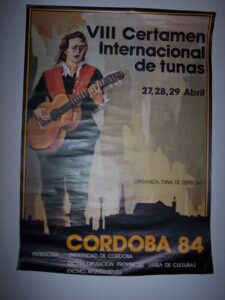 VIII Certamen
Internacional
de tunas
27, 28, 29 Abril
ORGANIZA: TUNA DE DERECHO
CORDOBA 84
PATROCINA: UNIVERSIDAD DE CORDOBA
EXCMA. DIPUTACION PROVINCIAL (AREA DE CULTURA)
EXCMO. AYUNTAMIENTO